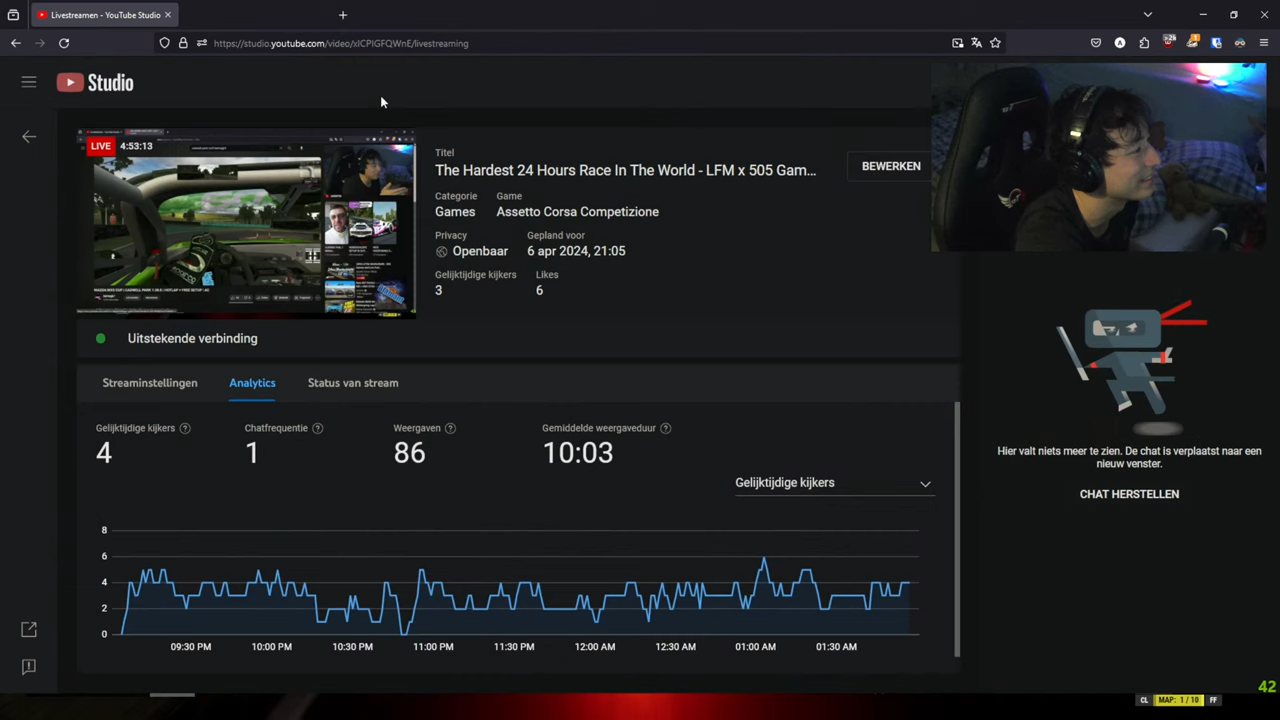 Livestreamen - YouTube Studio
https://studio.youtube.com/video/xICPIGFQWnE/livestreaming
Studio
LIVE 4:53:13
Titel
The Hardest 24 Hours Race In The World - LFM x 505 Gam...
BEWERKEN
Categorie Game
Games Assetto Corsa Competizione
Privacy Gepland voor
Openbaar 6 apr 2024, 21:05
Gelijktijdige kijkers Likes
3 6
Uitstekende verbinding
Streaminstellingen Analytics Status van stream
Gelijktijdige kijkers Chatfrequentie Weergaven Gemiddelde weergaveduur
4 1 86 10:03
Gelijktijdige kijkers
8
6
4
2
0
09:30 PM 10:00 PM 10:30 PM 11:00 PM 11:30 PM 12:00 AM 12:30 AM 01:00 AM 01:30 AM
Hier valt niets meer te zien. De chat is verplaatst naar een
nieuw venster.
CHAT HERSTELLEN
42
CL MAP: 1 / 10 FF